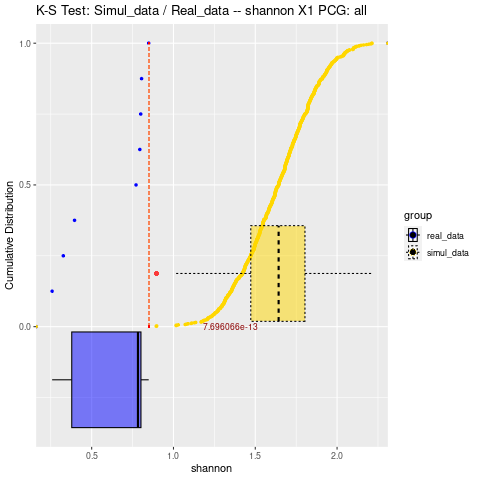 K-S Test: Simul_data / Real_data -- shannon X1 PCG: all
1.0
0.5
0.0
Cumulative Distribution
7.696066e-13
0.5
1.0
1.5
2.0
shannon
group
real_data
simul_data